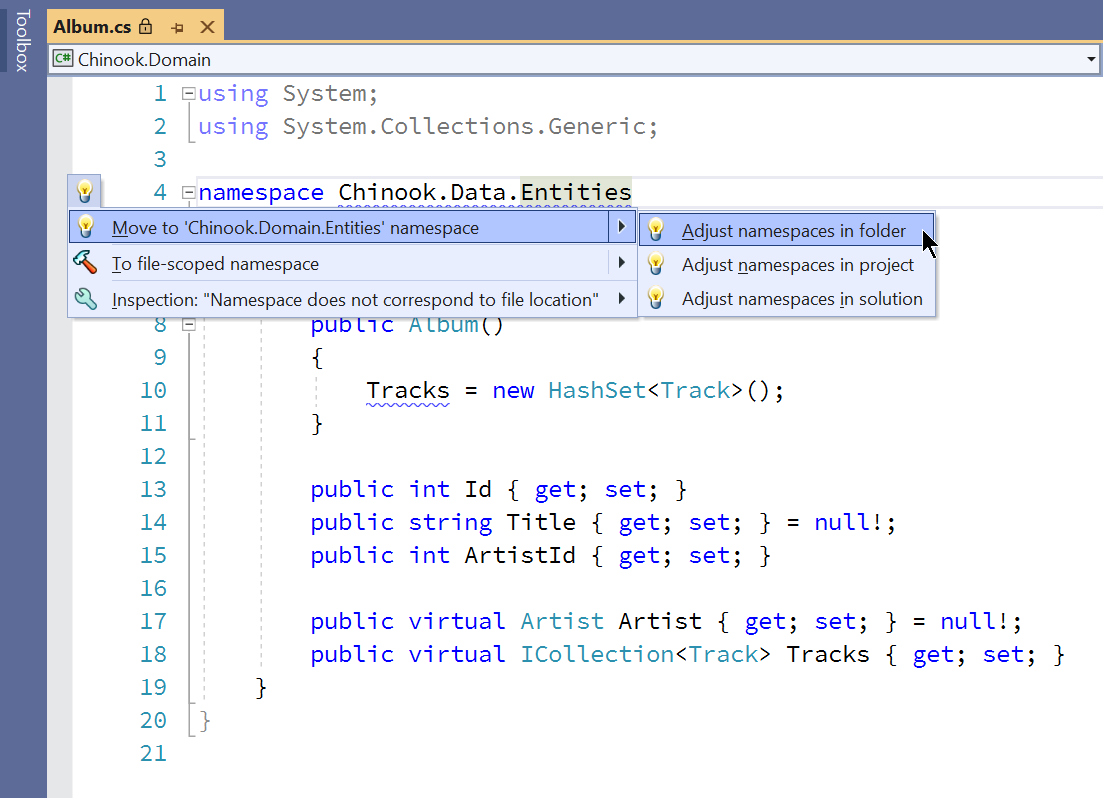 Toolbox
Album.cs
C# Chinook.Domain
1 using System;
2 using System.Collections.Generic;
3
4 namespace Chinook.Data.Entities
Move to 'Chinook.Domain.Entities' namespace
To file-scoped namespace
Inspection: "Namespace does not correspond to file location"
Adjust namespaces in folder
Adjust namespaces in project
Adjust namespaces in solution
8 public Album()
9 {
10 Tracks = new HashSet<Track>();
11 }
12
13 public int Id { get; set; }
14 public string Title { get; set; } = null!;
15 public int ArtistId { get; set; }
16
17 public virtual Artist Artist { get; set; } = null!;
18 public virtual ICollection<Track> Tracks { get; set; }
19 }
20 }
21